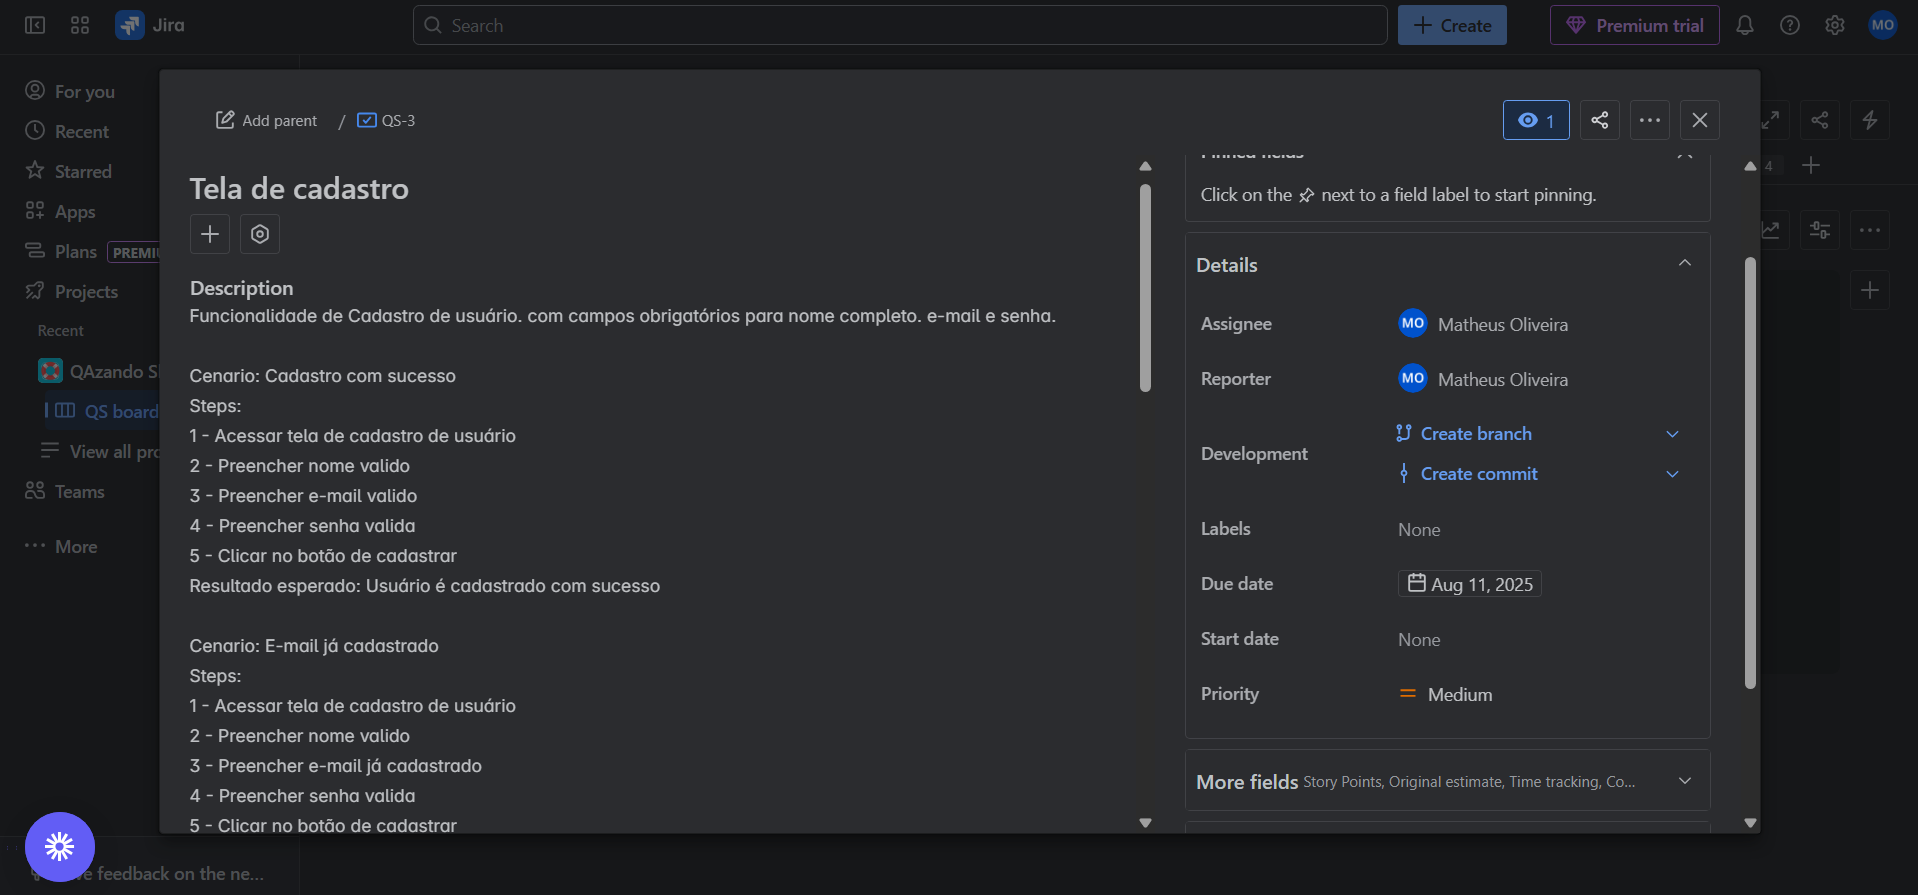 Jira
Search
Create
Premium trial
MO
For you
Recent
Starred
Apps
Plans
Projects
Recent
QAzando
QS board
View all
Teams
More
feedback on the ne...
Add parent / QS-3
1
4
Tela de cadastro
Description
Funcionalidade de Cadastro de usuário. com campos obrigatórios para nome completo. e-mail e senha.
Cenario: Cadastro com sucesso
Steps:
1 - Acessar tela de cadastro de usuário
2 - Preencher nome valido
3 - Preencher e-mail valido
4 - Preencher senha valida
5 - Clicar no botão de cadastrar
Resultado esperado: Usuário é cadastrado com sucesso
Cenario: E-mail já cadastrado
Steps:
1 - Acessar tela de cadastro de usuário
2 - Preencher nome valido
3 - Preencher e-mail já cadastrado
4 - Preencher senha valida
5 - Clicar no botão de cadastrar
Pinned fields
Click on the next to a field label to start pinning.
Details
Assignee MO Matheus Oliveira
Reporter MO Matheus Oliveira
Development
Create branch
Create commit
Labels None
Due date Aug 11, 2025
Start date None
Priority Medium
More fields Story Points, Original estimate, Time tracking, Co...